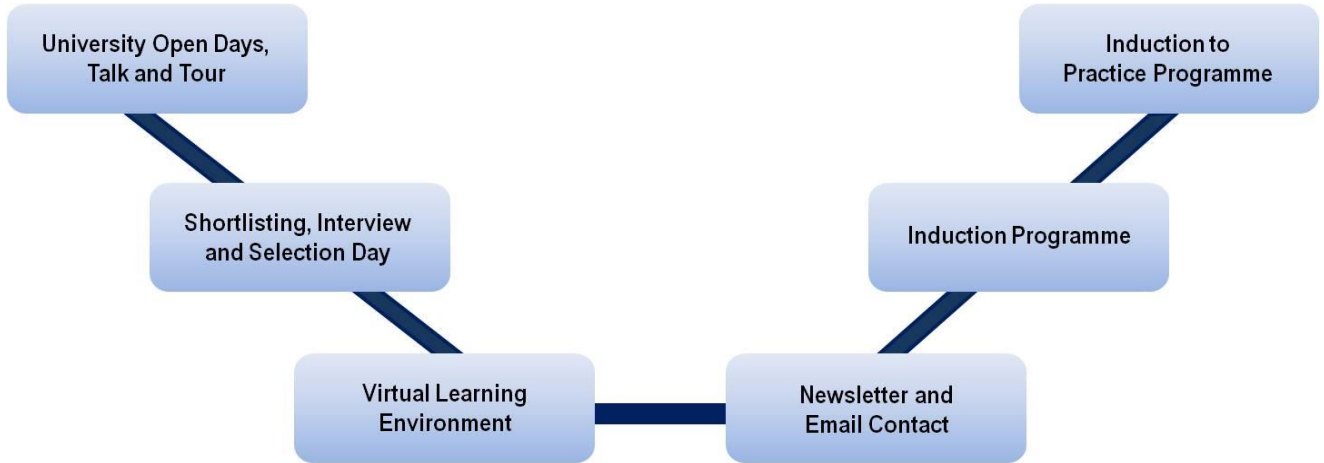 University Open Days,
Talk and Tour
Shortlisting, Interview
and Selection Day
Virtual Learning
Environment
Newsletter and
Email Contact
Induction Programme
Induction to
Practice Programme